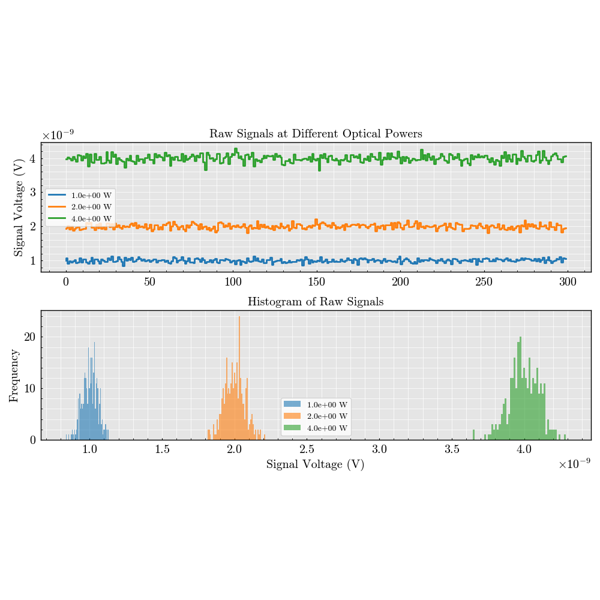 Raw Signals at Different Optical Powers
×10⁻⁹
Signal Voltage (V)
4
3
2
1
1.0e+00 W
2.0e+00 W
4.0e+00 W
0 50 100 150 200 250 300
Histogram of Raw Signals
Frequency
20
10
0
1.0e+00 W
2.0e+00 W
4.0e+00 W
1.0 1.5 2.0 2.5 3.0 3.5 4.0
Signal Voltage (V)
×10⁻⁹